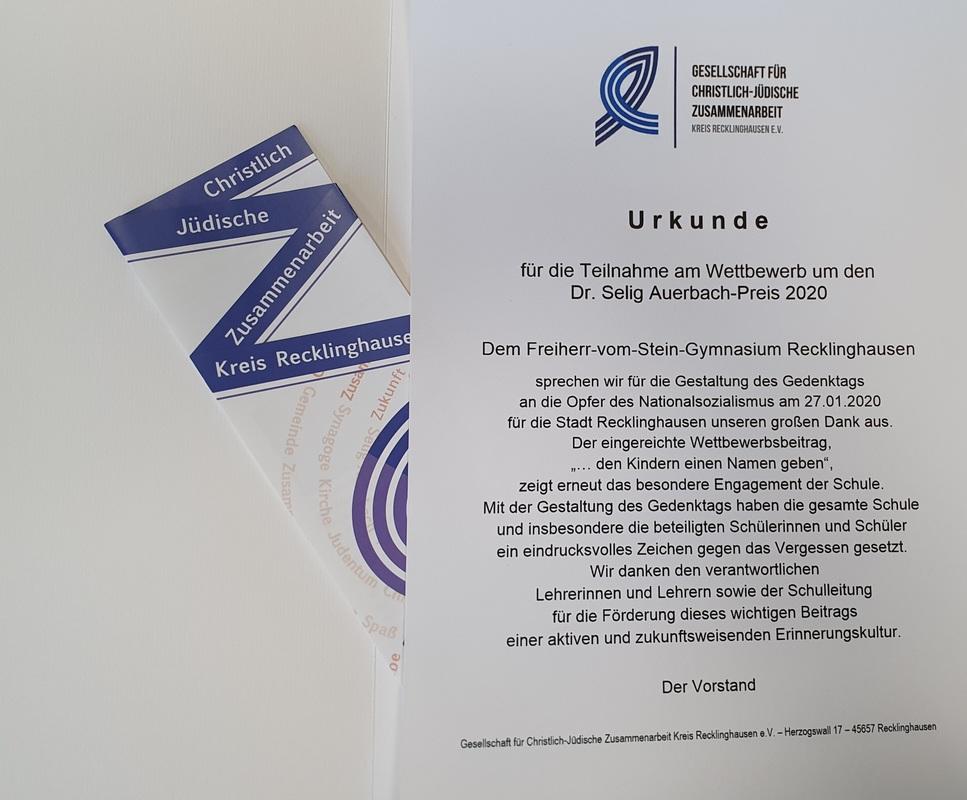 Christlich
Jüdische
Zusammenarbeit
Kreis Recklinghause
Gemeinde Zusam
Synagoge Kirche Judentum
Zusam
Zukunft
Spaß
GESELLSCHAFT FÜR
CHRISTLICH-JÜDISCHE
ZUSAMMENARBEIT
KREIS RECKLINGHAUSEN E.V.
Urkunde
für die Teilnahme am Wettbewerb um den
Dr. Selig Auerbach-Preis 2020
Dem Freiherr-vom-Stein-Gymnasium Recklinghausen
sprechen wir für die Gestaltung des Gedenktags
an die Opfer des Nationalsozialismus am 27.01.2020
für die Stadt Recklinghausen unseren großen Dank aus.
Der eingereichte Wettbewerbsbeitrag,
„… den Kindern einen Namen geben“,
zeigt erneut das besondere Engagement der Schule.
Mit der Gestaltung des Gedenktags haben die gesamte Schule
und insbesondere die beteiligten Schülerinnen und Schüler
ein eindrucksvolles Zeichen gegen das Vergessen gesetzt.
Wir danken den verantwortlichen
Lehrerinnen und Lehrern sowie der Schulleitung
für die Förderung dieses wichtigen Beitrags
einer aktiven und zukunftsweisenden Erinnerungskultur.
Der Vorstand
Gesellschaft für Christlich-Jüdische Zusammenarbeit Kreis Recklinghausen e.V. – Herzogswall 17 – 45657 Recklinghausen